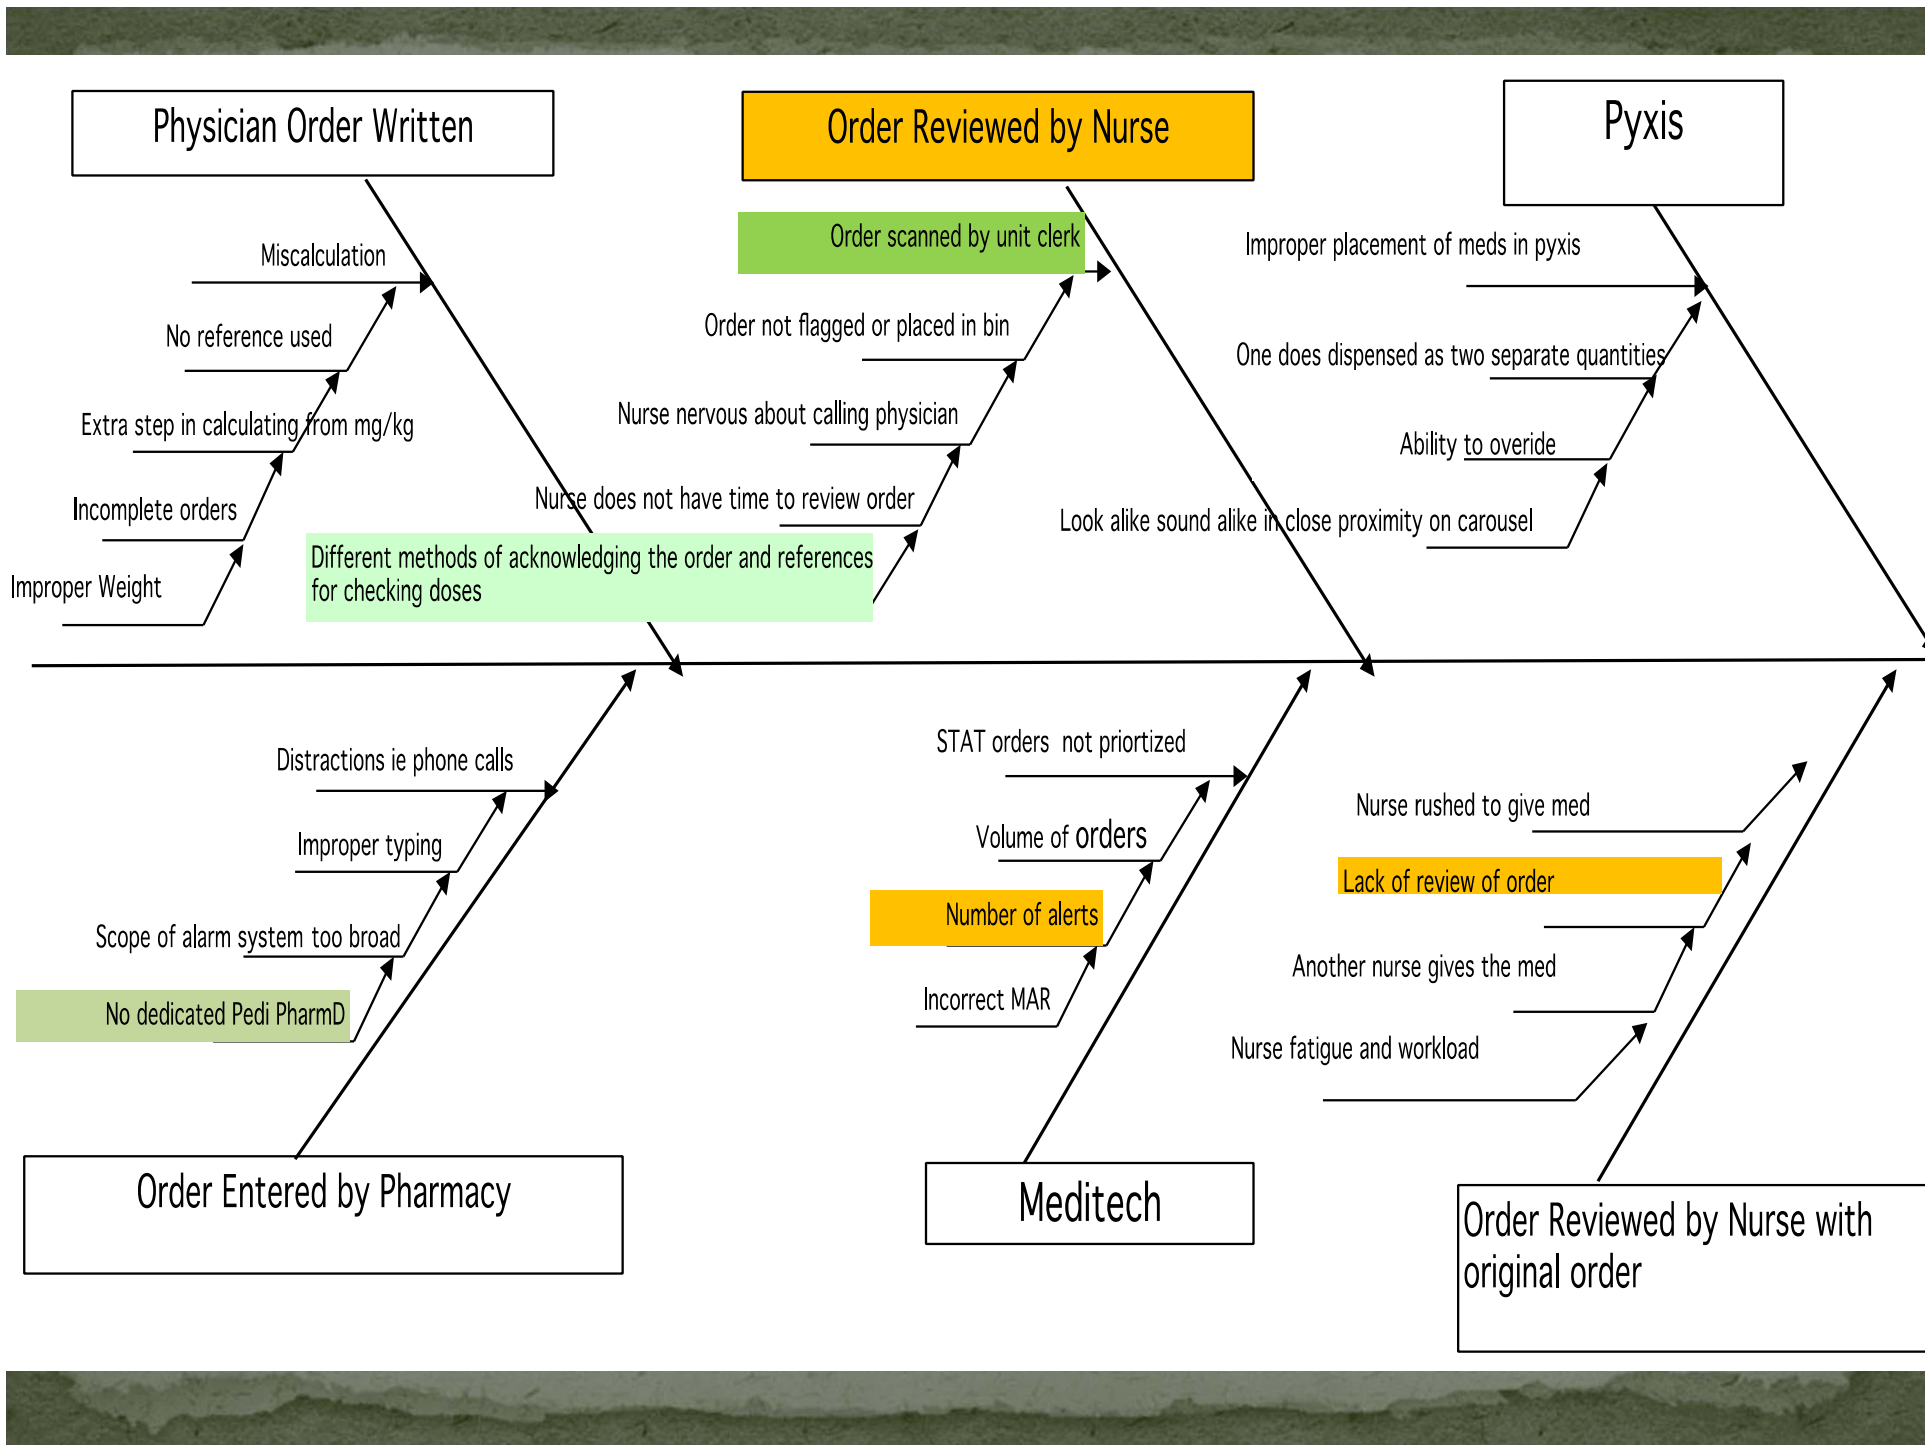 Physician Order Written
Order Reviewed by Nurse
Pyxis
Miscalculation
No reference used
Extra step in calculating from mg/kg
Incomplete orders
Improper Weight
Order scanned by unit clerk
Order not flagged or placed in bin
Nurse nervous about calling physician
Nurse does not have time to review order
Different methods of acknowledging the order and references
for checking doses
Improper placement of meds in pyxis
One does dispensed as two separate quantities
Ability to overide
Look alike sound alike in close proximity on carousel
Distractions ie phone calls
Improper typing
Scope of alarm system too broad
No dedicated Pedi PharmD
STAT orders not priortized
Volume of orders
Number of alerts
Incorrect MAR
Nurse rushed to give med
Lack of review of order
Another nurse gives the med
Nurse fatigue and workload
Order Entered by Pharmacy
Meditech
Order Reviewed by Nurse with
original order